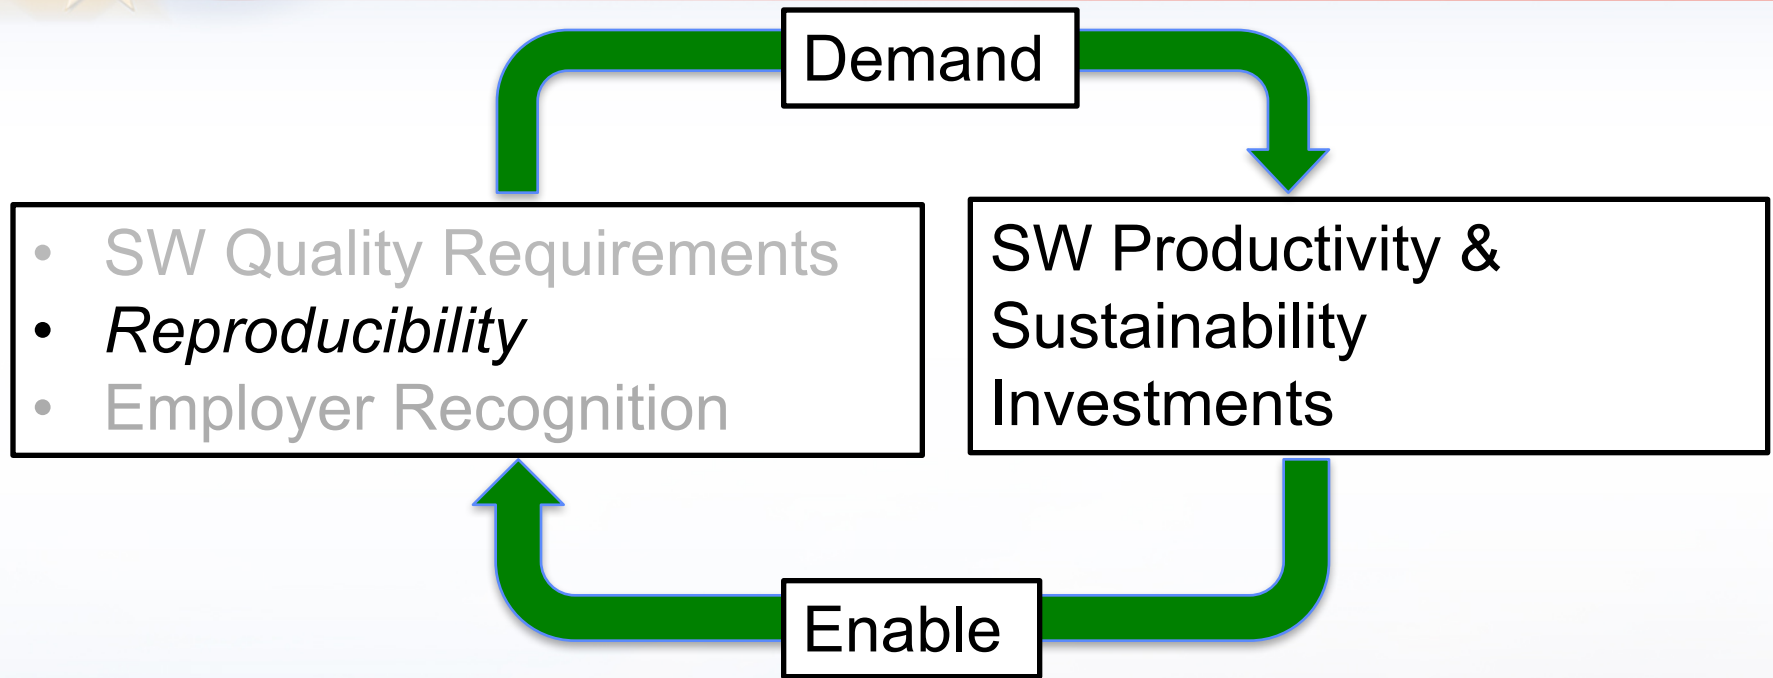 Demand
• SW Quality Requirements
• Reproducibility
• Employer Recognition
SW Productivity &
Sustainability
Investments
Enable